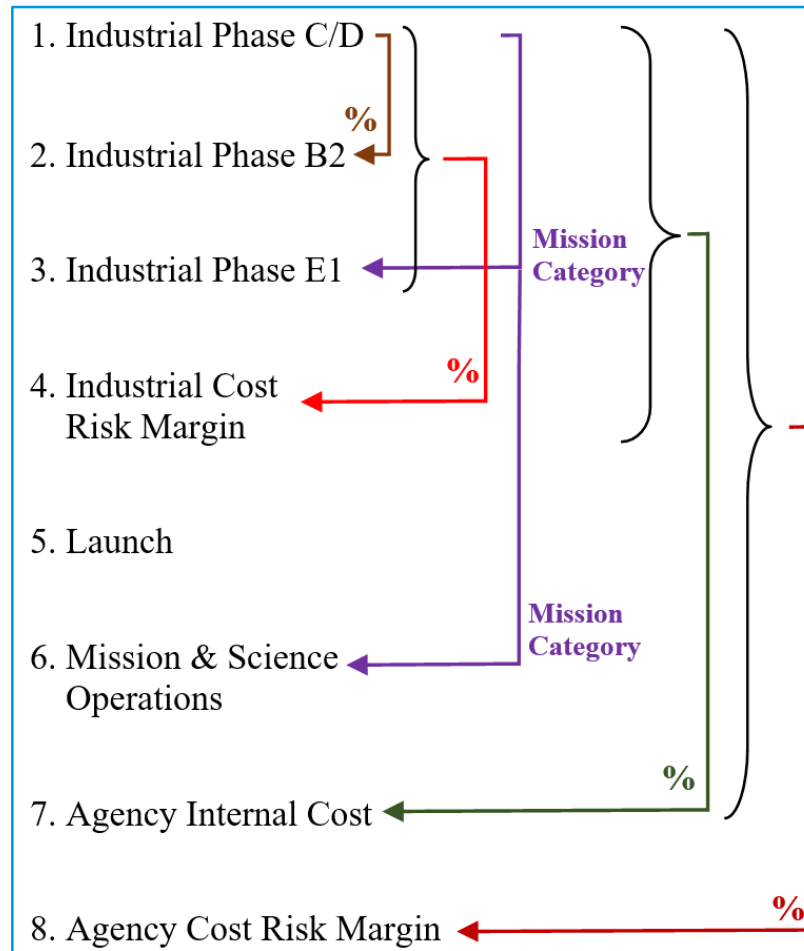 1. Industrial Phase C/D
%
2. Industrial Phase B2
Mission
Category
3. Industrial Phase E1
%
4. Industrial Cost
Risk Margin
5. Launch
Mission
Category
6. Mission & Science
Operations
%
7. Agency Internal Cost
%
8. Agency Cost Risk Margin